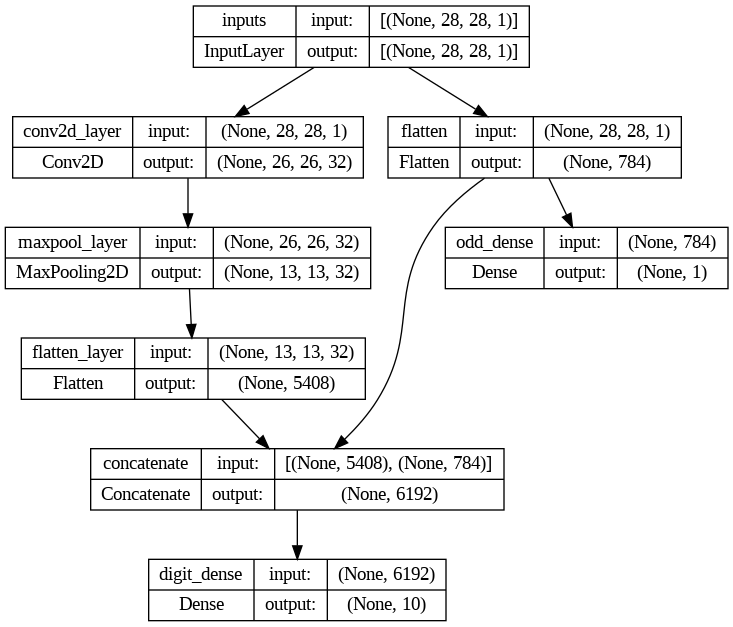 inputs input: [(None, 28, 28, 1)]
InputLayer output: [(None, 28, 28, 1)]
conv2d_layer input: (None, 28, 28, 1)
Conv2D output: (None, 26, 26, 32)
flatten input: (None, 28, 28, 1)
Flatten output: (None, 784)
maxpool_layer input: (None, 26, 26, 32)
MaxPooling2D output: (None, 13, 13, 32)
odd_dense input: (None, 784)
Dense output: (None, 1)
flatten_layer input: (None, 13, 13, 32)
Flatten output: (None, 5408)
concatenate input: [(None, 5408), (None, 784)]
Concatenate output: (None, 6192)
digit_dense input: (None, 6192)
Dense output: (None, 10)